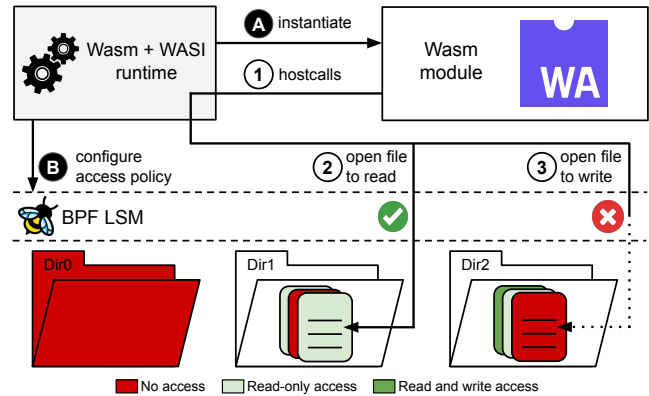 A instantiate
Wasm + WASI
runtime
Wasm
module
WA
1 hostcalls
B configure
access policy
2 open file
to read
3 open file
to write
BPF LSM
Dir0
Dir1
Dir2
No access
Read-only access
Read and write access